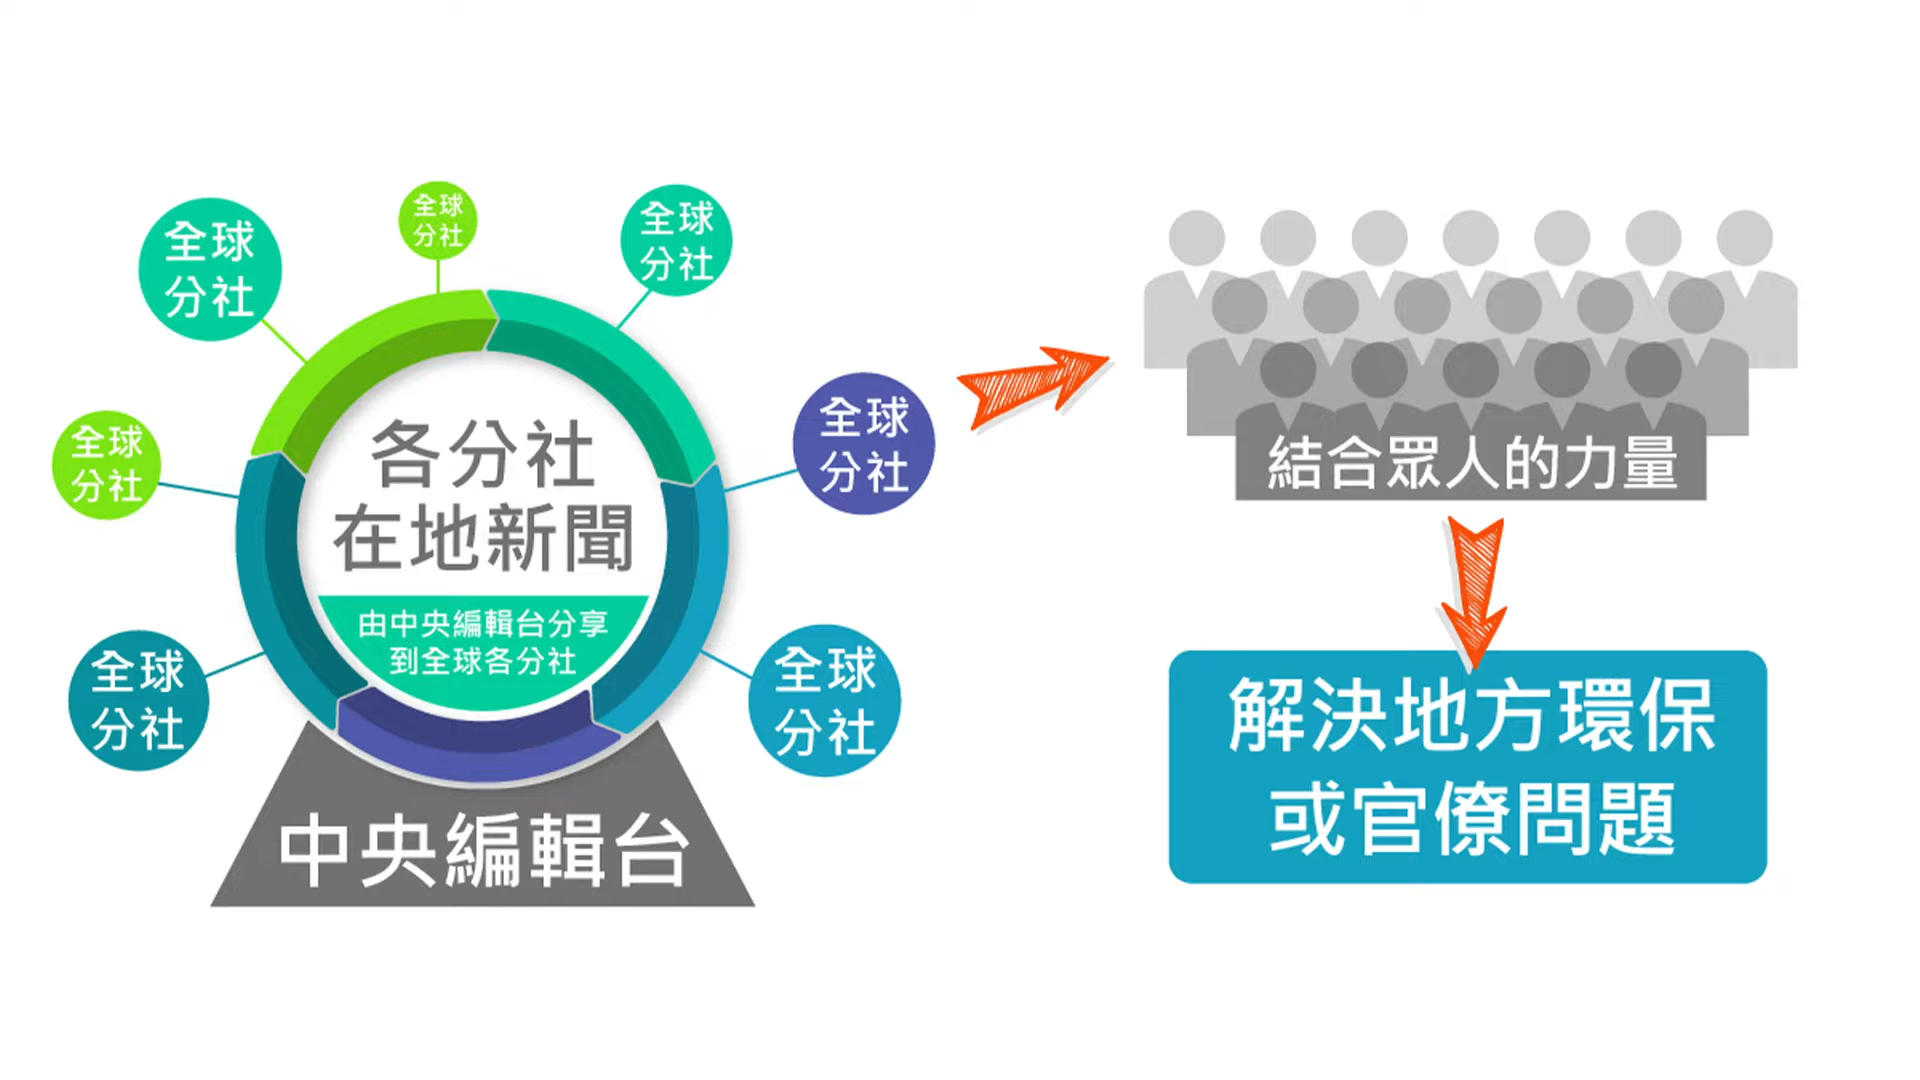 全球
分社
全球
分社
全球
分社
全球
分社
全球
分社
全球
分社
全球
分社
各分社
在地新聞
由中央編輯台分享
到全球各分社
中央編輯台
結合眾人的力量
解決地方環保
或官僚問題